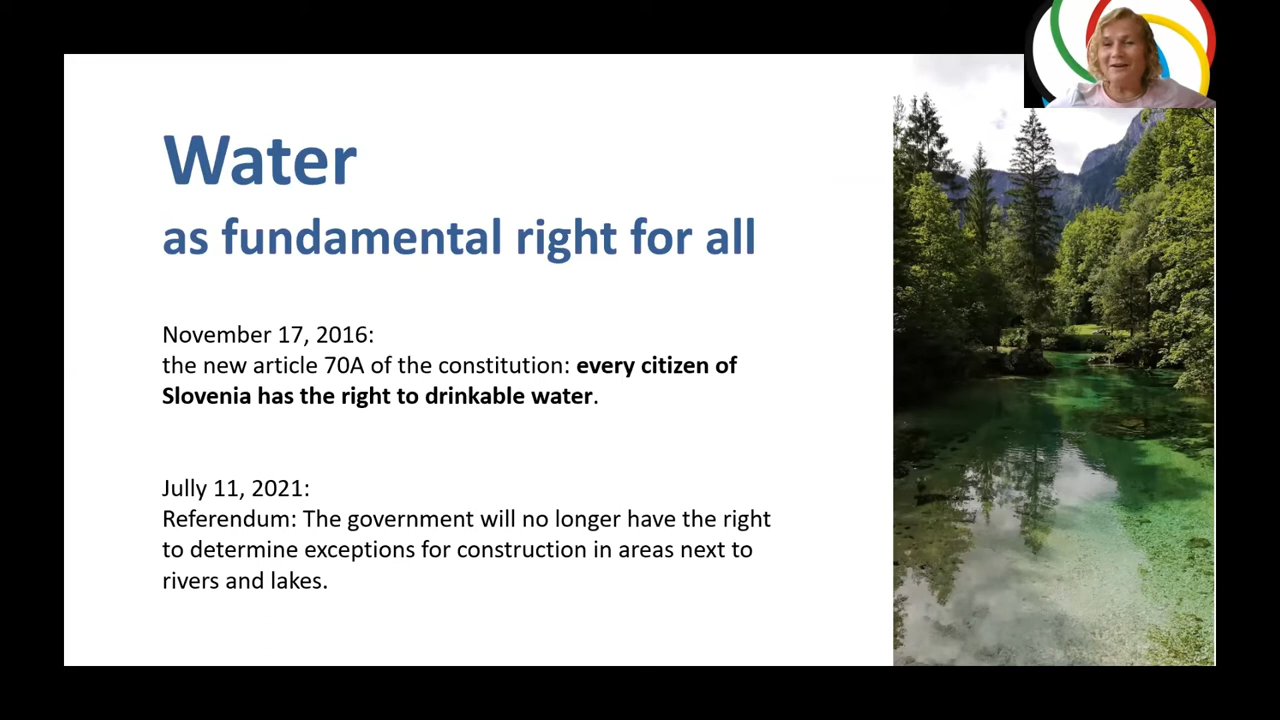 Water
as fundamental right for all
November 17, 2016:
the new article 70A of the constitution: every citizen of
Slovenia has the right to drinkable water.
Jully 11, 2021:
Referendum: The government will no longer have the right
to determine exceptions for construction in areas next to
rivers and lakes.